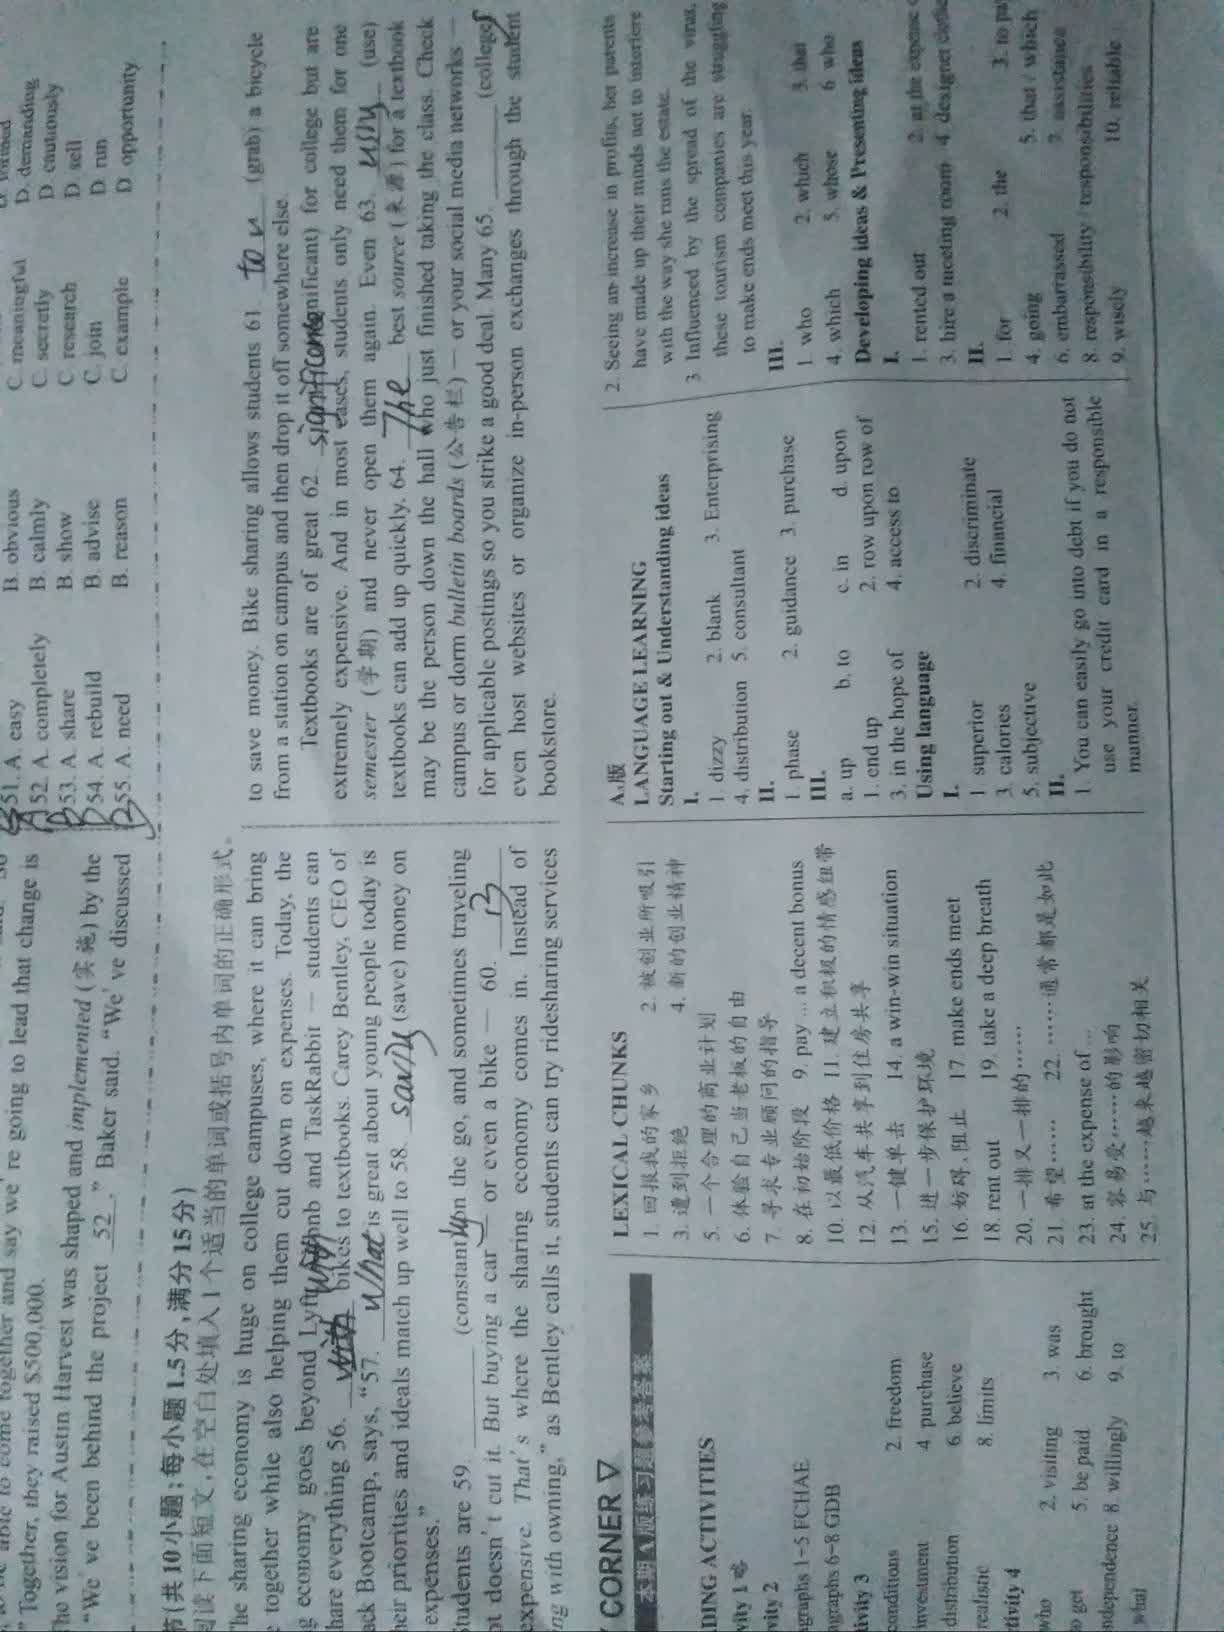 able to come together and say we're going to lead that change is
Together, they raised $500,000.
The vision for Austin Harvest was shaped and implemented (实施) by the
"We've been behind the project 52 ." Baker said. "We've discussed
51. A. easy B. obvious C. meaningful D. demanding
52. A. completely B. calmly C. secretly D. cautiously
53. A. share B. show C. research D. sell
54. A. rebuild B. advise C. join D. run
55. A. need B. reason C. example D. opportunity
节(共10小题;每小题1.5分,满分15分)
阅读下面短文,在空白处填入1个适当的单词或括号内单词的正确形式。
The sharing economy is huge on college campuses, where it can bring
together while also helping them cut down on expenses. Today, the
economy goes beyond Lyft, and TaskRabbit — students can
share everything 56. with bikes to textbooks. Carey Bentley, CEO of
Bootcamp, says, "57. What is great about young people today is
their priorities and ideals match up well to 58. (save) money on
expenses."
Students are 59. (constant) on the go, and sometimes traveling
doesn't cut it. But buying a car — or even a bike — 60.
expensive. That's where the sharing economy comes in. Instead of
with owning," as Bentley calls it, students can try ridesharing services
to save money. Bike sharing allows students 61. to (grab) a bicycle
from a station on campus and then drop it off somewhere else.
Textbooks are of great 62. (significant) for college but are
extremely expensive. And in most cases, students only need them for one
semester (学期) and never open them again. Even 63. (use)
textbooks can add up quickly. 64. The best source (来源) for a textbook
may be the person down the hall who just finished taking the class. Check
campus or dorm bulletin boards (公告栏) — or your social media networks —
for applicable postings so you strike a good deal. Many 65. (college)
even host websites or organize in-person exchanges through the student
bookstore.
CORNER
本期A版练习题参考答案
READING ACTIVITIES
1 略
2
1-5 FCHAE
6-8 GDB
3
conditions 2. freedom
investment 4. purchase
distribution 6. believe
realistic 8. limits
4
who 2. visiting 3. was
to get 5. be paid 6. brought
independence 8. willingly 9. to
what
LEXICAL CHUNKS
1. 回报我的家乡 2. 被创业所吸引
3. 遭到拒绝 4. 新的创业精神
5. 一个合理的商业计划
6. 体验自己当老板的自由
7. 寻求专业顾问的指导
8. 在初始阶段 9. pay ... a decent bonus
10. 以最低价格 11. 建立积极的情感纽带
12. 从汽车共享到住房共享
13. 一键单击 14. a win-win situation
15. 进一步保护环境
16. 妨碍、阻止 17. make ends meet
18. rent out 19. take a deep breath
20. 一排又一排的……
21. 希望…… 22. ……通常都是如此
23. at the expense of ...
24. 容易受……的影响
25. 与……越来越密切相关
A3版
LANGUAGE LEARNING
Starting out & Understanding ideas
I.
1. dizzy 2. blank 3. Enterprising
4. distribution 5. consultant
II.
1. phase 2. guidance 3. purchase
III.
a. up b. to c. in d. upon
1. end up 2. row upon row of
3. in the hope of 4. access to
Using language
I.
1. superior 2. discriminate
3. calories 4. financial
5. subjective
II.
1. You can easily go into debt if you do not
use your credit card in a responsible
manner.
2. Seeing an increase in profits, her parents
have made up their minds not to interfere
with the way she runs the estate.
3. Influenced by the spread of the virus,
these tourism companies are struggling
to make ends meet this year.
III.
1. who 2. which 3. that
4. which 5. whose 6. who
Developing ideas & Presenting ideas
I.
1. rented out 2. at the expense
3. hire a meeting room 4. designer
II.
1. for 2. the 3. to
4. going 5. that / which
6. embarrassed 7. assistance
8. responsibility / responsibilities
9. wisely 10. reliable